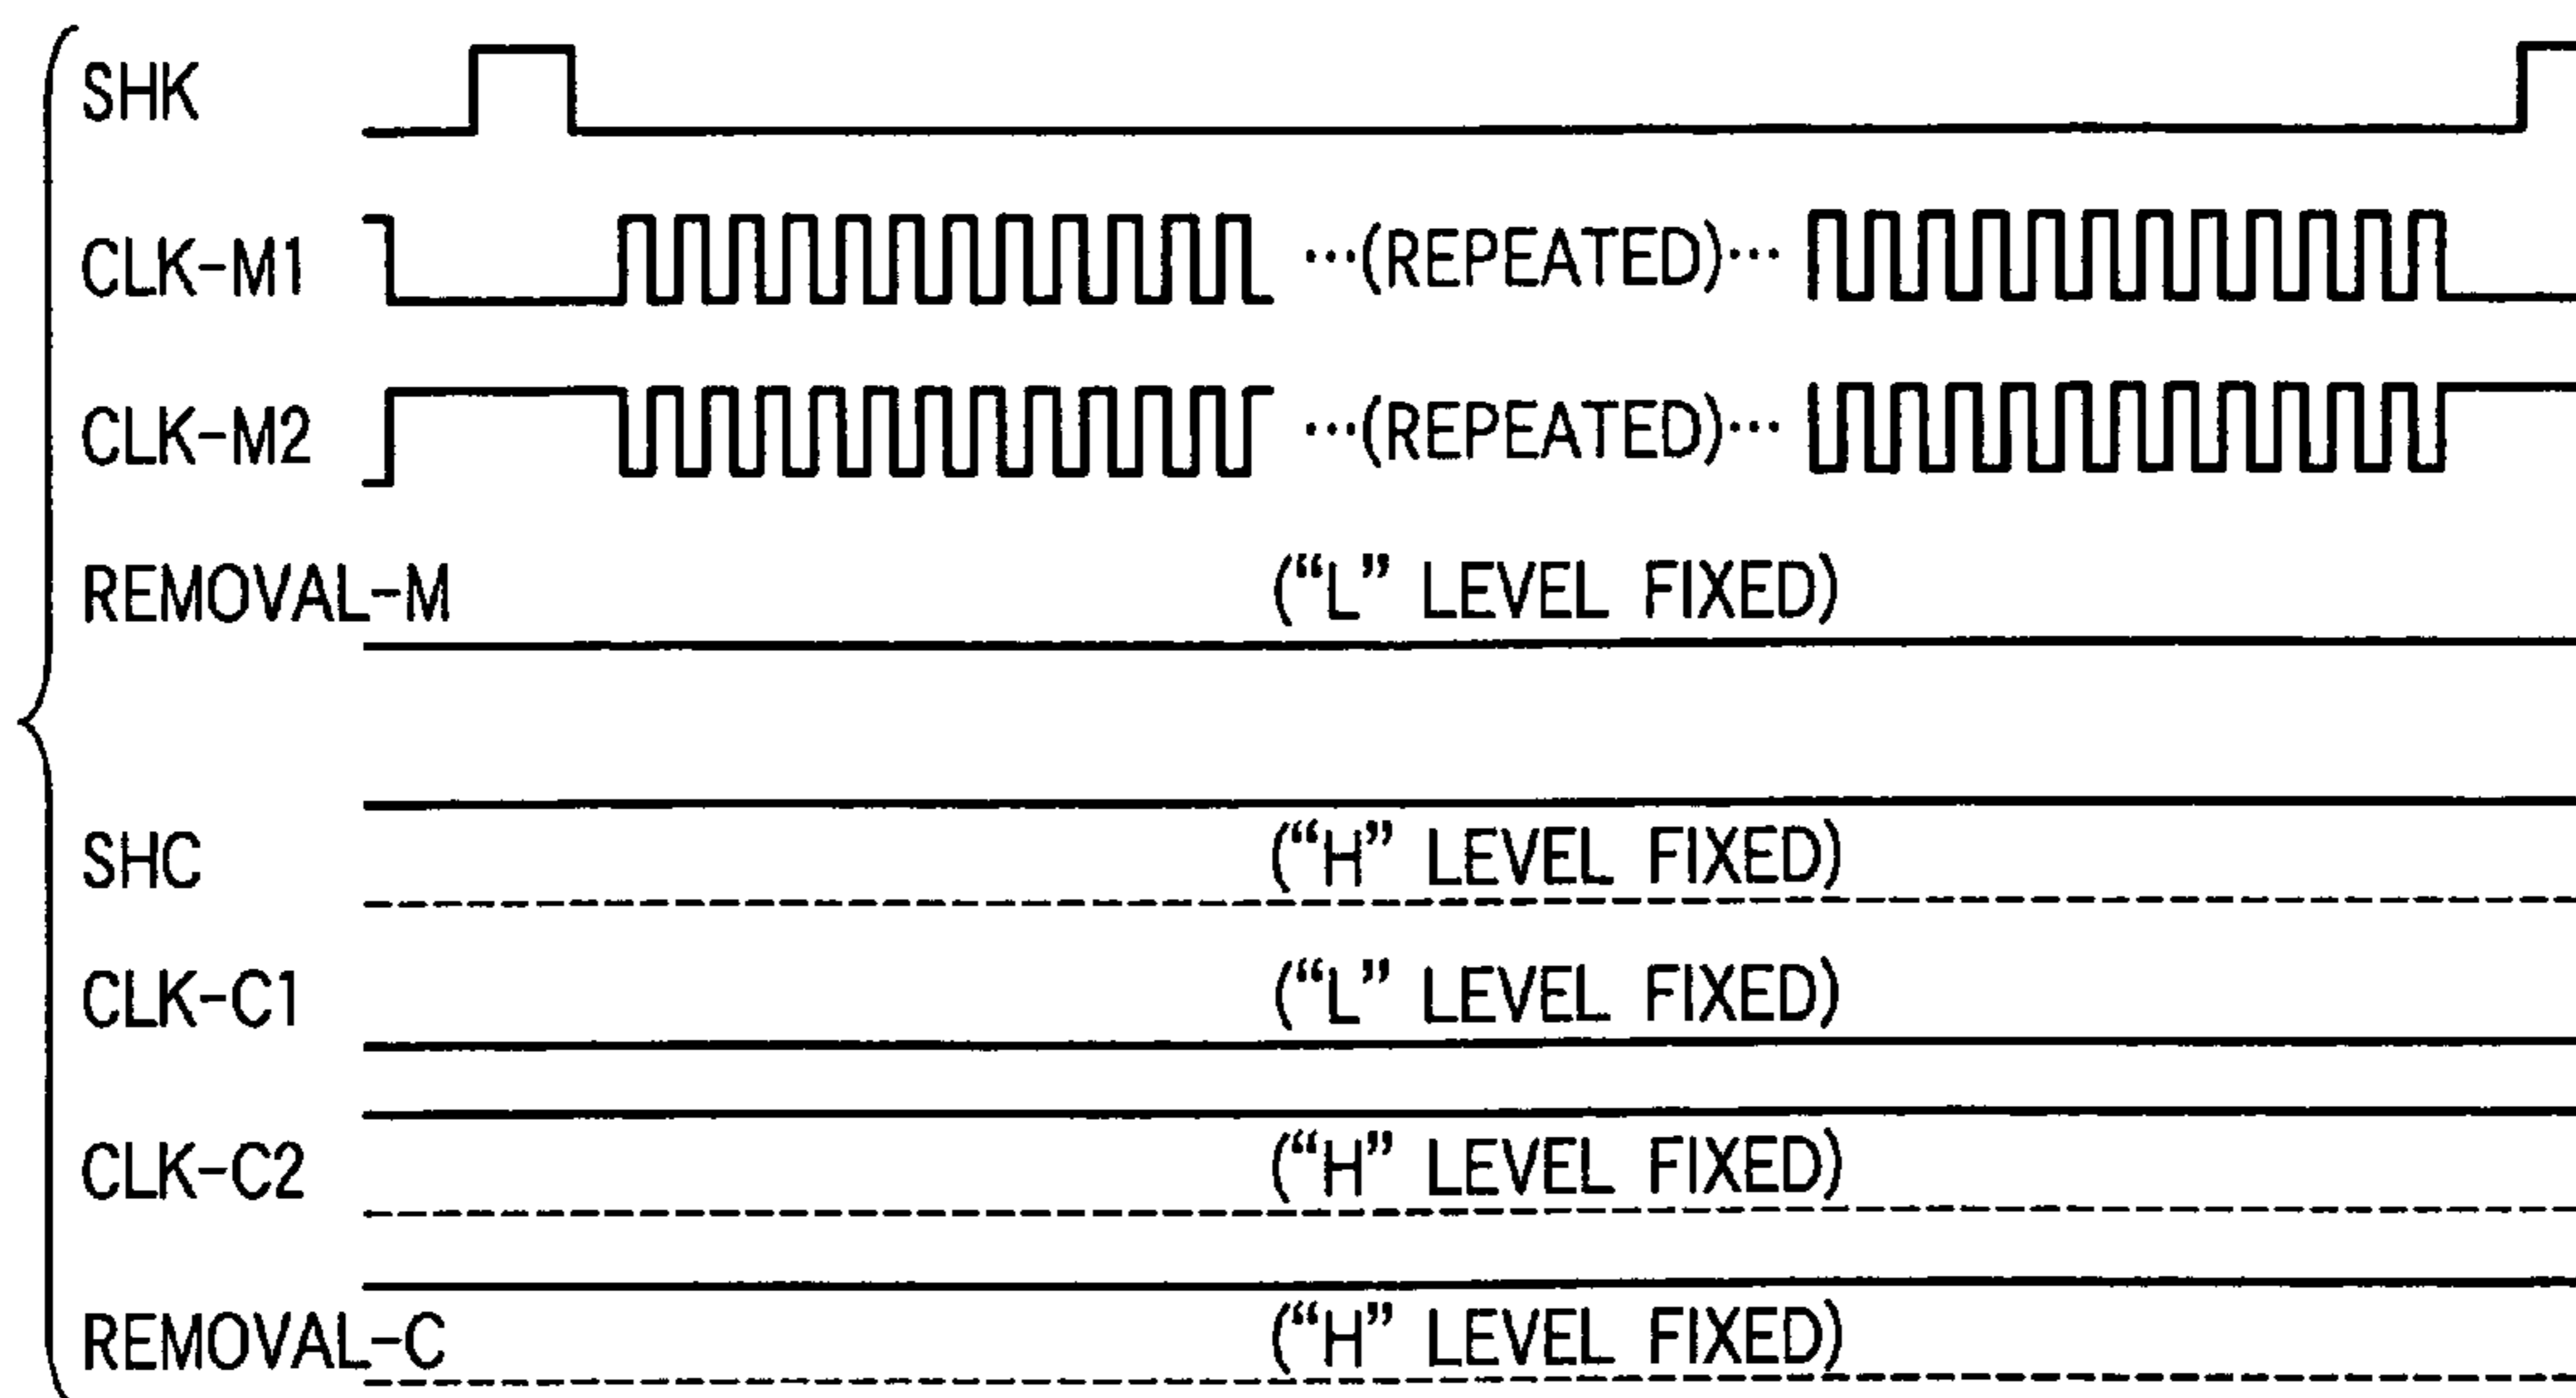 SHK
CLK-M1 ···(REPEATED)···
CLK-M2 ···(REPEATED)···
REMOVAL-M (“L” LEVEL FIXED)
SHC (“H” LEVEL FIXED)
CLK-C1 (“L” LEVEL FIXED)
CLK-C2 (“H” LEVEL FIXED)
REMOVAL-C (“H” LEVEL FIXED)